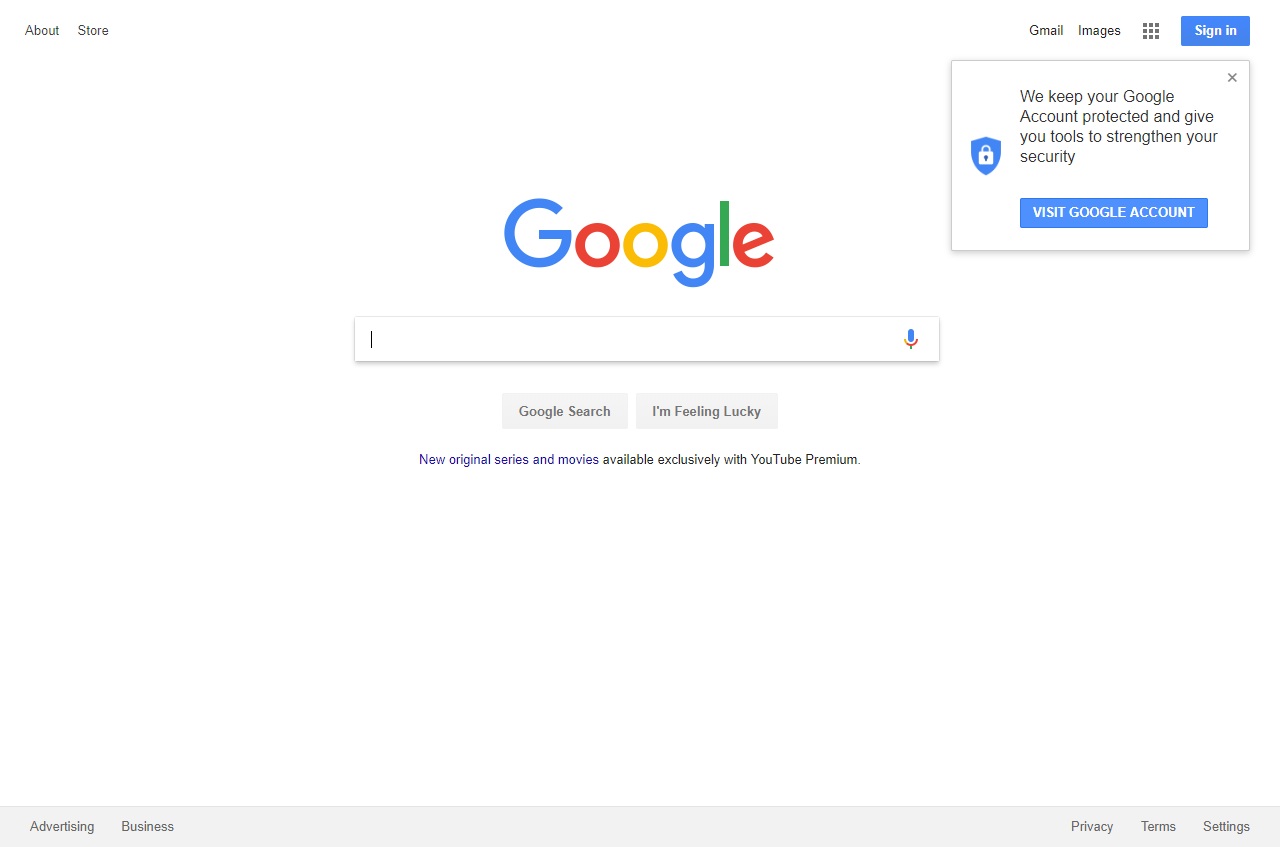 About Store
Gmail Images Sign in
We keep your Google
Account protected and give
you tools to strengthen your
security
VISIT GOOGLE ACCOUNT
Google
Google Search I'm Feeling Lucky
New original series and movies available exclusively with YouTube Premium.
Advertising Business
Privacy Terms Settings